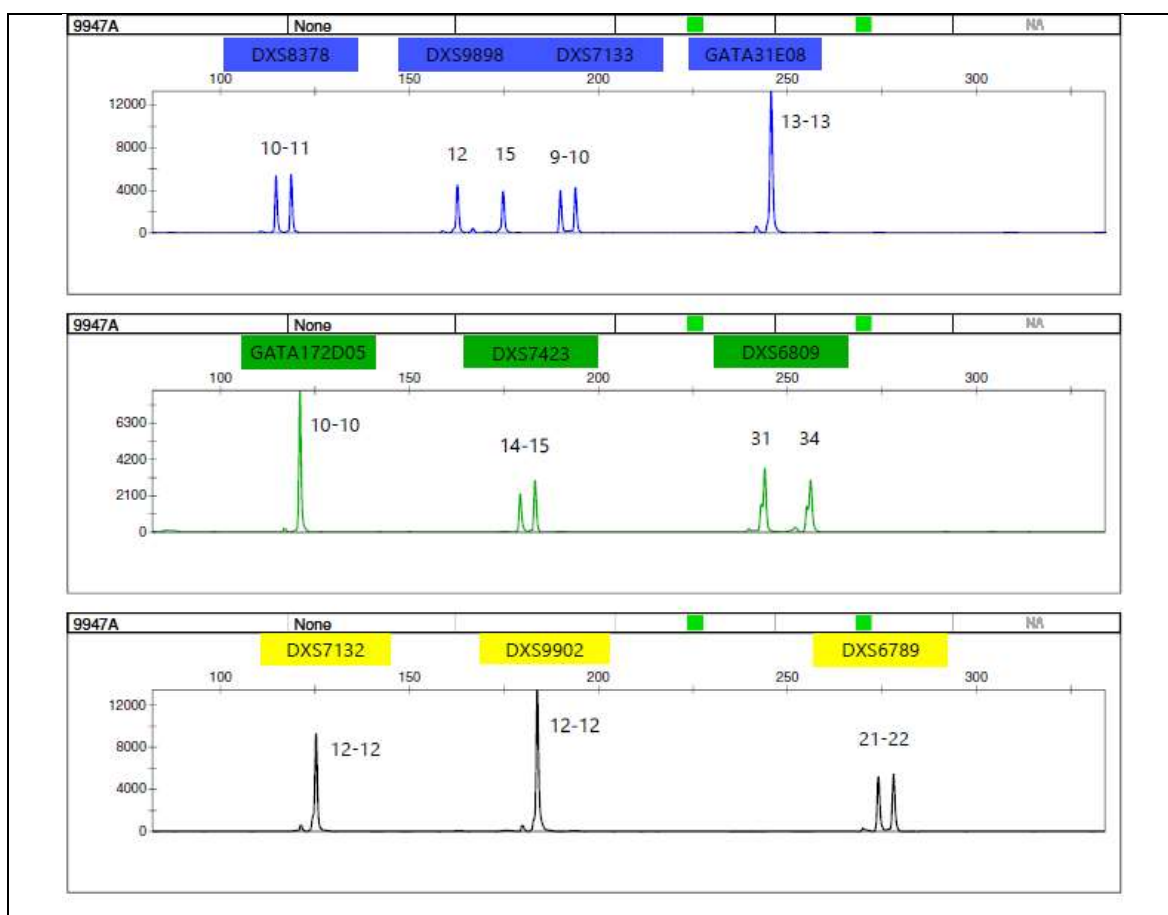 9947A None NA
DXS8378 DXS9898 DXS7133 GATA31E08
100 150 200 250 300
12000
8000
4000
0
10-11 12 15 9-10 13-13
9947A None NA
GATA172D05 DXS7423 DXS6809
100 150 200 250 300
6300
4200
2100
0
10-10 14-15 31 34
9947A None NA
DXS7132 DXS9902 DXS6789
100 150 200 250 300
12000
8000
4000
0
12-12 12-12 21-22